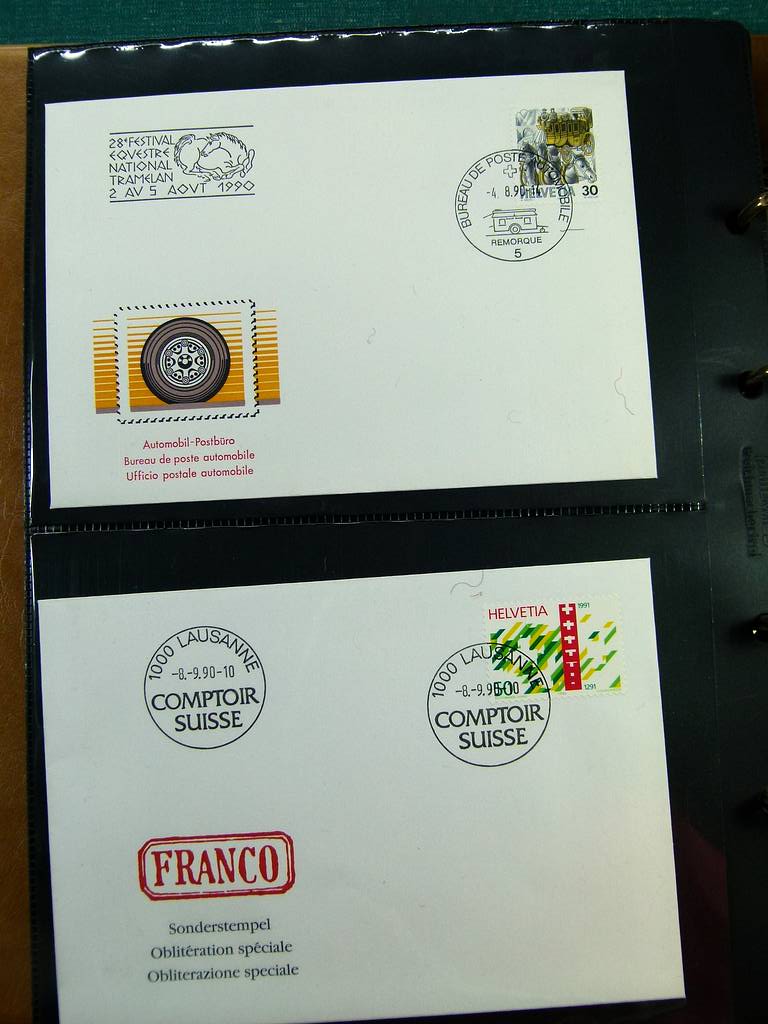 28e FESTIVAL
EQVESTRE
NATIONAL
TRAMELAN
2 AV 5 AOVT 1990
BUREAU DE POSTE AUTOMOBILE
-4. 8.90-14
REMORQUE
5
HELVETIA 30
Automobil-Postbüro
Bureau de poste automobile
Ufficio postale automobile
1000 LAUSANNE
-8.-9.90-10
COMPTOIR
SUISSE
HELVETIA
1991
50
1291
1000 LAUSANNE
-8.-9.90-10
COMPTOIR
SUISSE
FRANCO
Sonderstempel
Oblitération spéciale
Obliterazione speciale